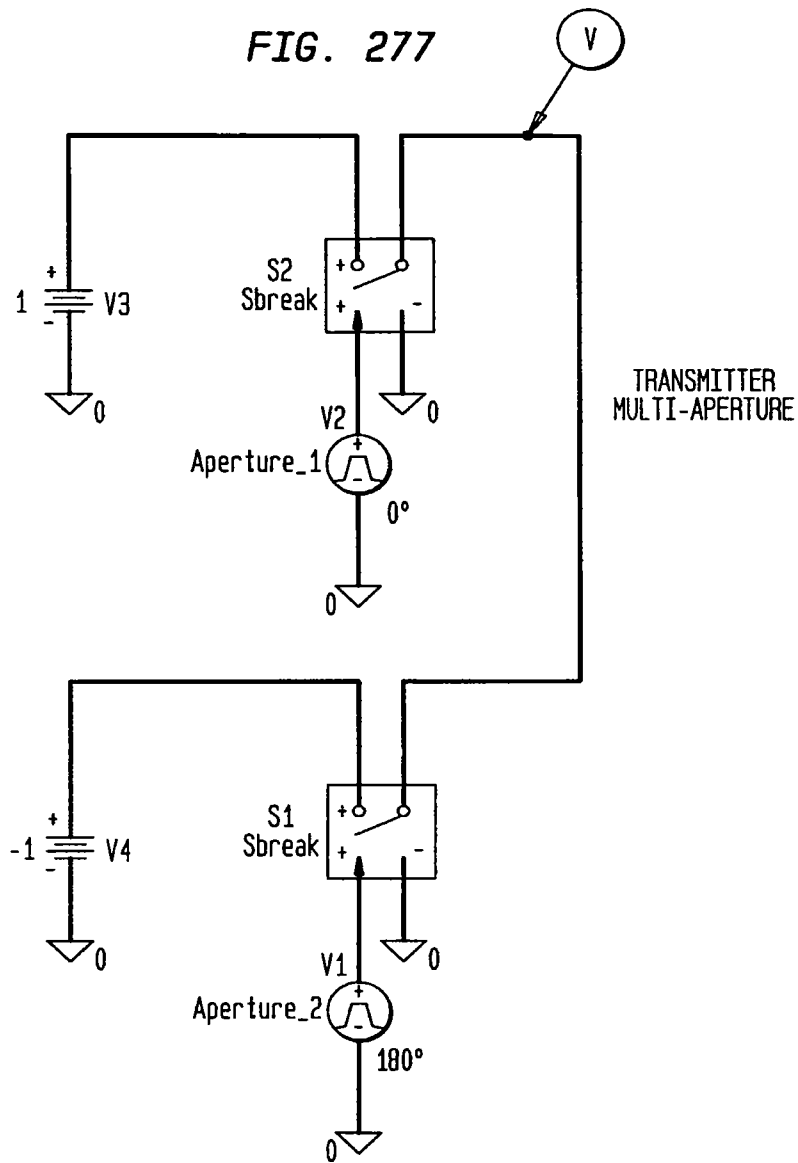 FIG. 277
V
S2
Sbreak
+
+
-
+
1
-
V3
0
0
TRANSMITTER
MULTI-APERTURE
V2
Aperture_1
+
-
0°
0
S1
Sbreak
+
+
-
+
-1
-
V4
0
0
V1
Aperture_2
+
-
180°
0